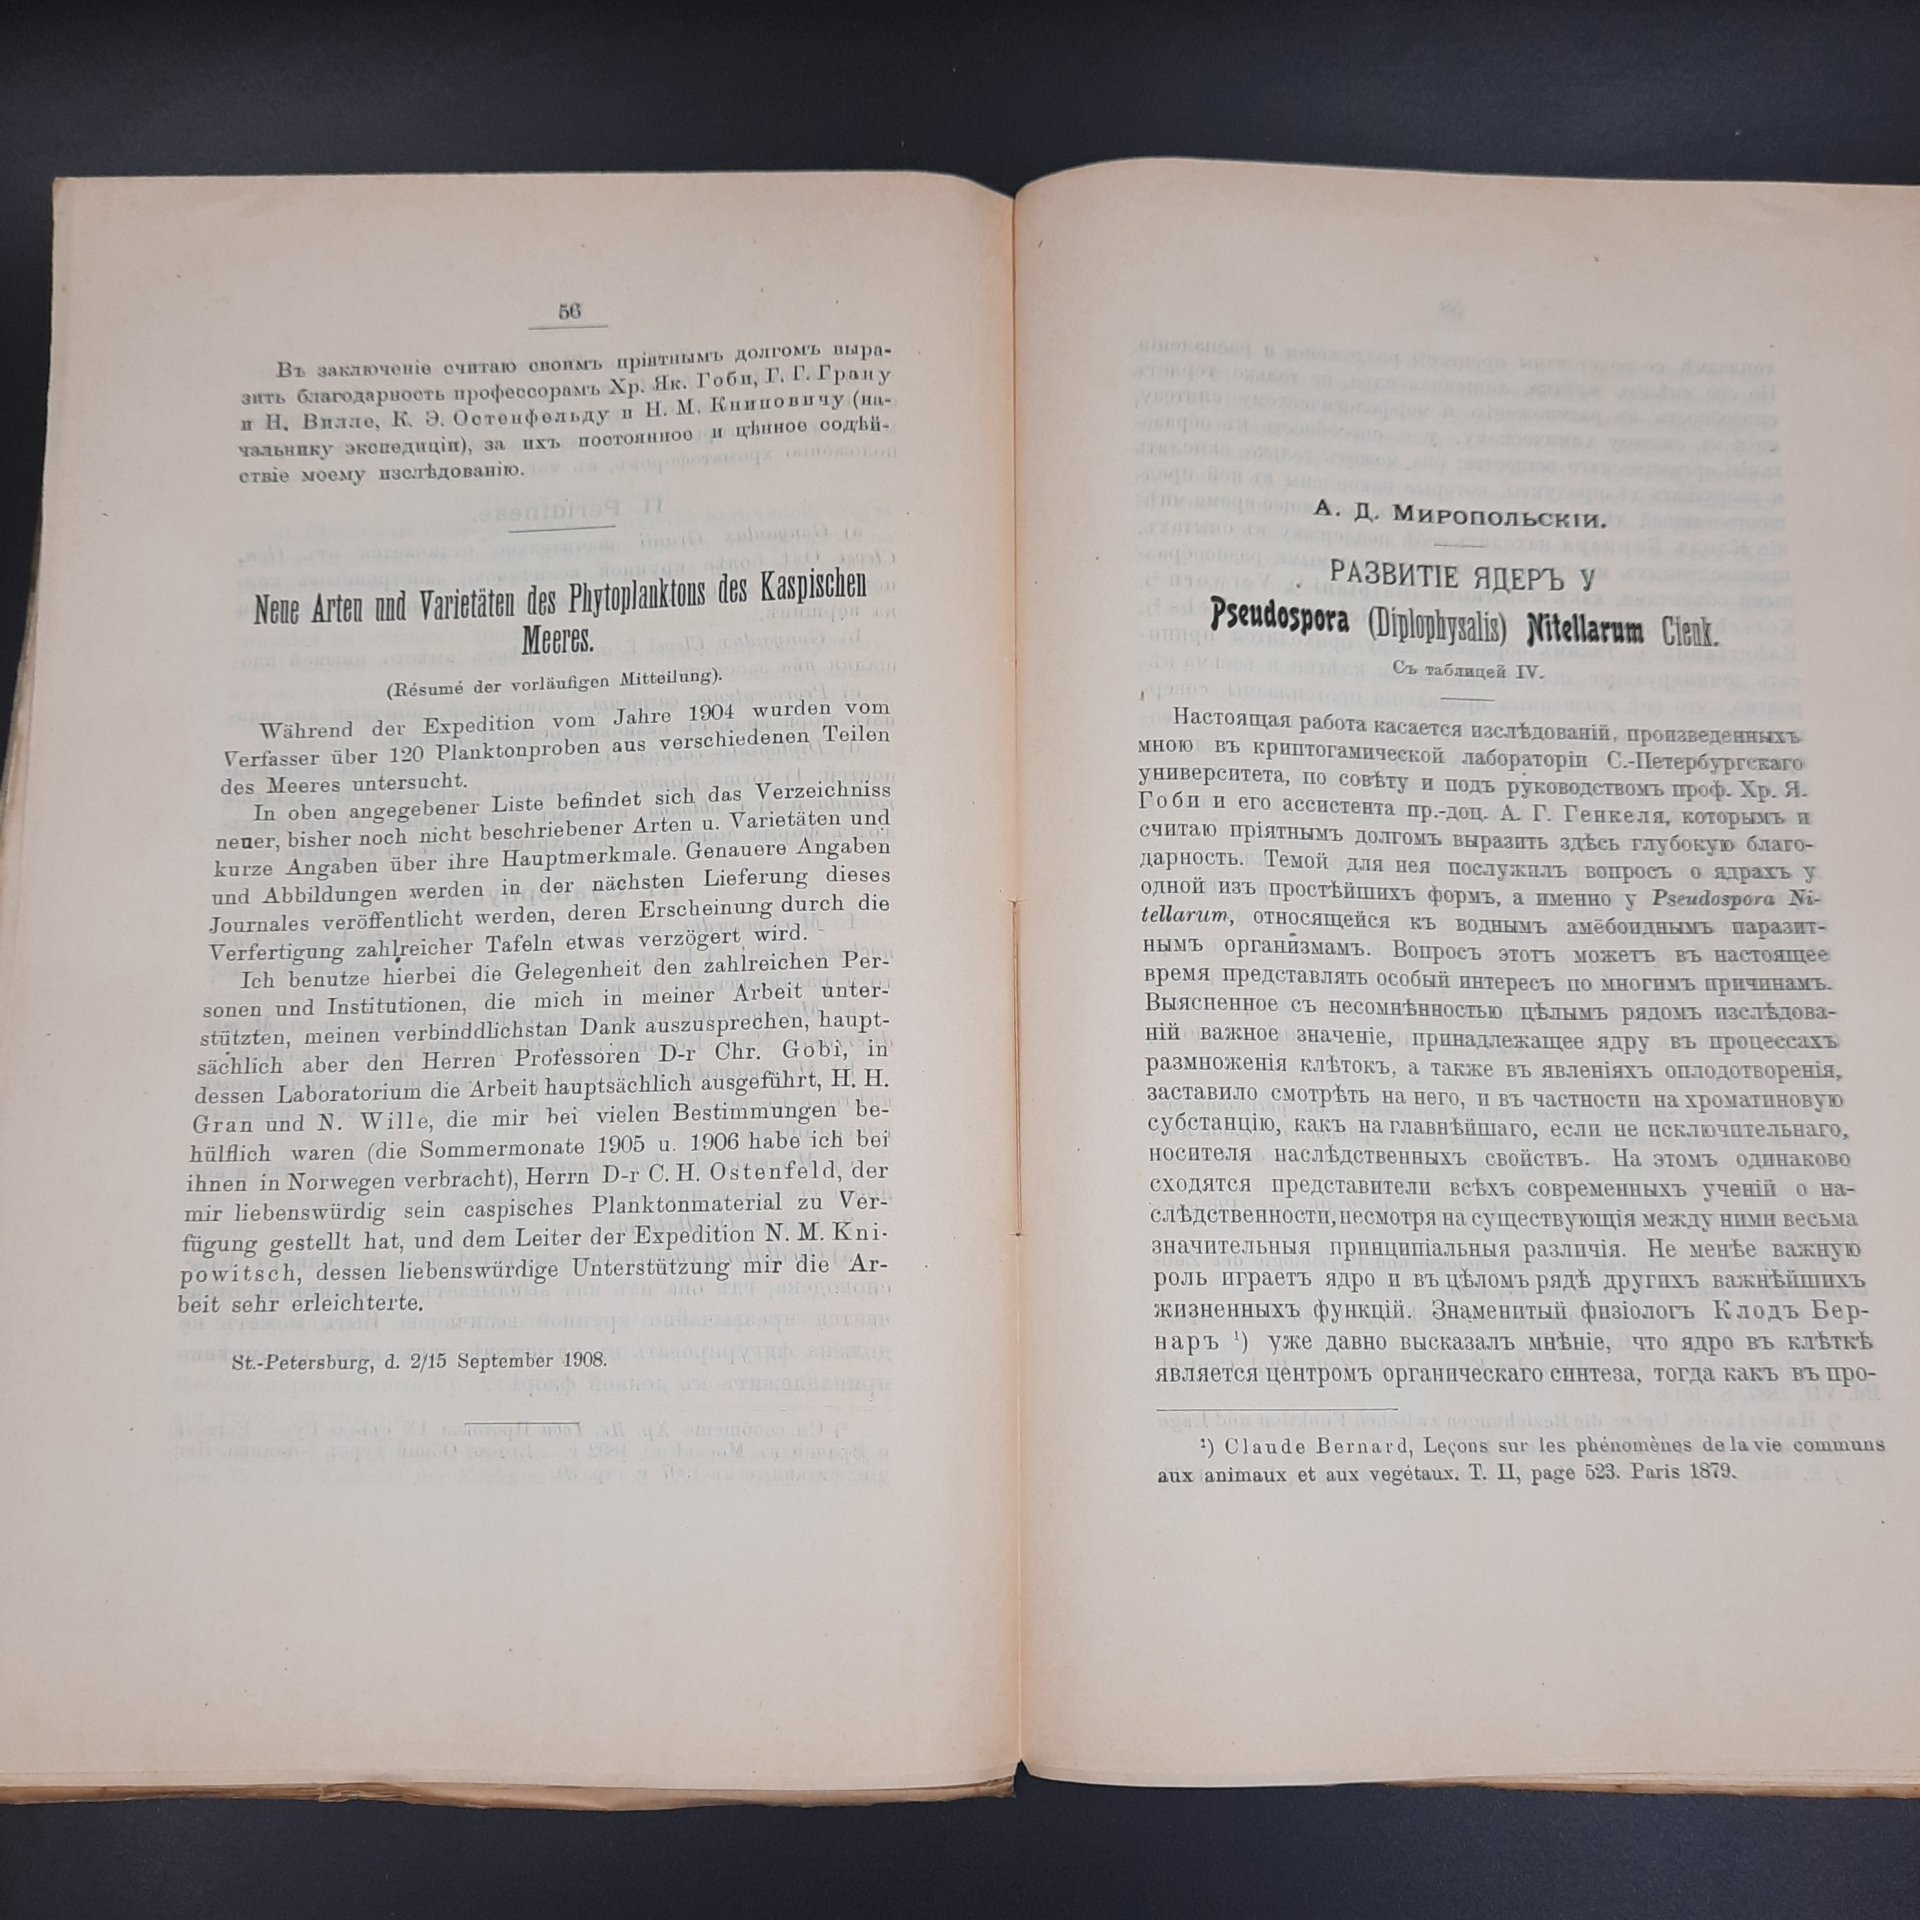 56
Въ заключеніе считаю своимъ пріятнымъ долгомъ выра-
зить благодарность профессорамъ Хр. Як. Гоби, Г. Г. Грану
и Н. Вилле, К. Э. Остенфельду и Н. М. Книповичу (на-
чальнику экспедиціи), за ихъ постоянное и цѣнное содѣй-
ствіе моему изслѣдованію.
Neue Arten und Varietäten des Phytoplanktons des Kaspischen
Meeres.
(Résumé der vorläufigen Mitteilung).
Während der Expedition vom Jahre 1904 wurden vom
Verfasser über 120 Planktonproben aus verschiedenen Teilen
des Meeres untersucht.
In oben angegebener Liste befindet sich das Verzeichniss
neuer, bisher noch nicht beschriebener Arten u. Varietäten und
kurze Angaben über ihre Hauptmerkmale. Genauere Angaben
und Abbildungen werden in der nächsten Lieferung dieses
Journales veröffentlicht werden, deren Erscheinung durch die
Verfertigung zahlreicher Tafeln etwas verzögert wird.
Ich benutze hierbei die Gelegenheit den zahlreichen Per-
sonen und Institutionen, die mich in meiner Arbeit unter-
stützten, meinen verbinddlichstan Dank auszusprechen, haupt-
sächlich aber den Herren Professoren D-r Chr. Gobi, in
dessen Laboratorium die Arbeit hauptsächlich ausgeführt, H. H.
Gran und N. Wille, die mir bei vielen Bestimmungen be-
hülflich waren (die Sommermonate 1905 u. 1906 habe ich bei
ihnen in Norwegen verbracht), Herrn D-r C. H. Ostenfeld, der
mir liebenswürdig sein caspisches Planktonmaterial zu Ver-
fügung gestellt hat, und dem Leiter der Expedition N. M. Kni-
powitsch, dessen liebenswürdige Unterstützung mir die Ar-
beit sehr erleichterte.
St.-Petersburg, d. 2/15 September 1908.
А. Д. Миропольскій.
РАЗВИТІЕ ЯДЕРЪ У
Pseudospora (Diplophysalis) Nitellarum Cienk.
Съ таблицей IV.
Настоящая работа касается изслѣдованій, произведенныхъ
мною въ криптогамической лабораторіи С.-Петербургскаго
университета, по совѣту и подъ руководствомъ проф. Хр. Я.
Гоби и его ассистента пр.-доц. А. Г. Генкеля, которымъ и
считаю пріятнымъ долгомъ выразить здѣсь глубокую благо-
дарность. Темой для нея послужилъ вопросъ о ядрахъ у
одной изъ простѣйшихъ формъ, а именно у Pseudospora Ni-
tellarum, относящейся къ воднымъ амёбоиднымъ паразит-
нымъ организмамъ. Вопросъ этотъ можетъ въ настоящее
время представлять особый интересъ по многимъ причинамъ.
Выясненное съ несомнѣнностью цѣлымъ рядомъ изслѣдова-
ній важное значеніе, принадлежащее ядру въ процессахъ
размноженія клѣтокъ, а также въ явленіяхъ оплодотворенія,
заставило смотрѣть на него, и въ частности на хроматиновую
субстанцію, какъ на главнѣйшаго, если не исключительнаго,
носителя наслѣдственныхъ свойствъ. На этомъ одинаково
сходятся представители всѣхъ современныхъ ученій о на-
слѣдственности, несмотря на существующія между ними весьма
значительныя принципіальныя различія. Не менѣе важную
роль играетъ ядро и въ цѣломъ рядѣ другихъ важнѣйшихъ
жизненныхъ функцій. Знаменитый физіологъ Клодъ Бер-
наръ ¹) уже давно высказалъ мнѣніе, что ядро въ клѣткѣ
является центромъ органическаго синтеза, тогда какъ въ про-
¹) Claude Bernard, Leçons sur les phénomènes de la vie communs
aux animaux et aux vegétaux. T. II, page 523. Paris 1879.